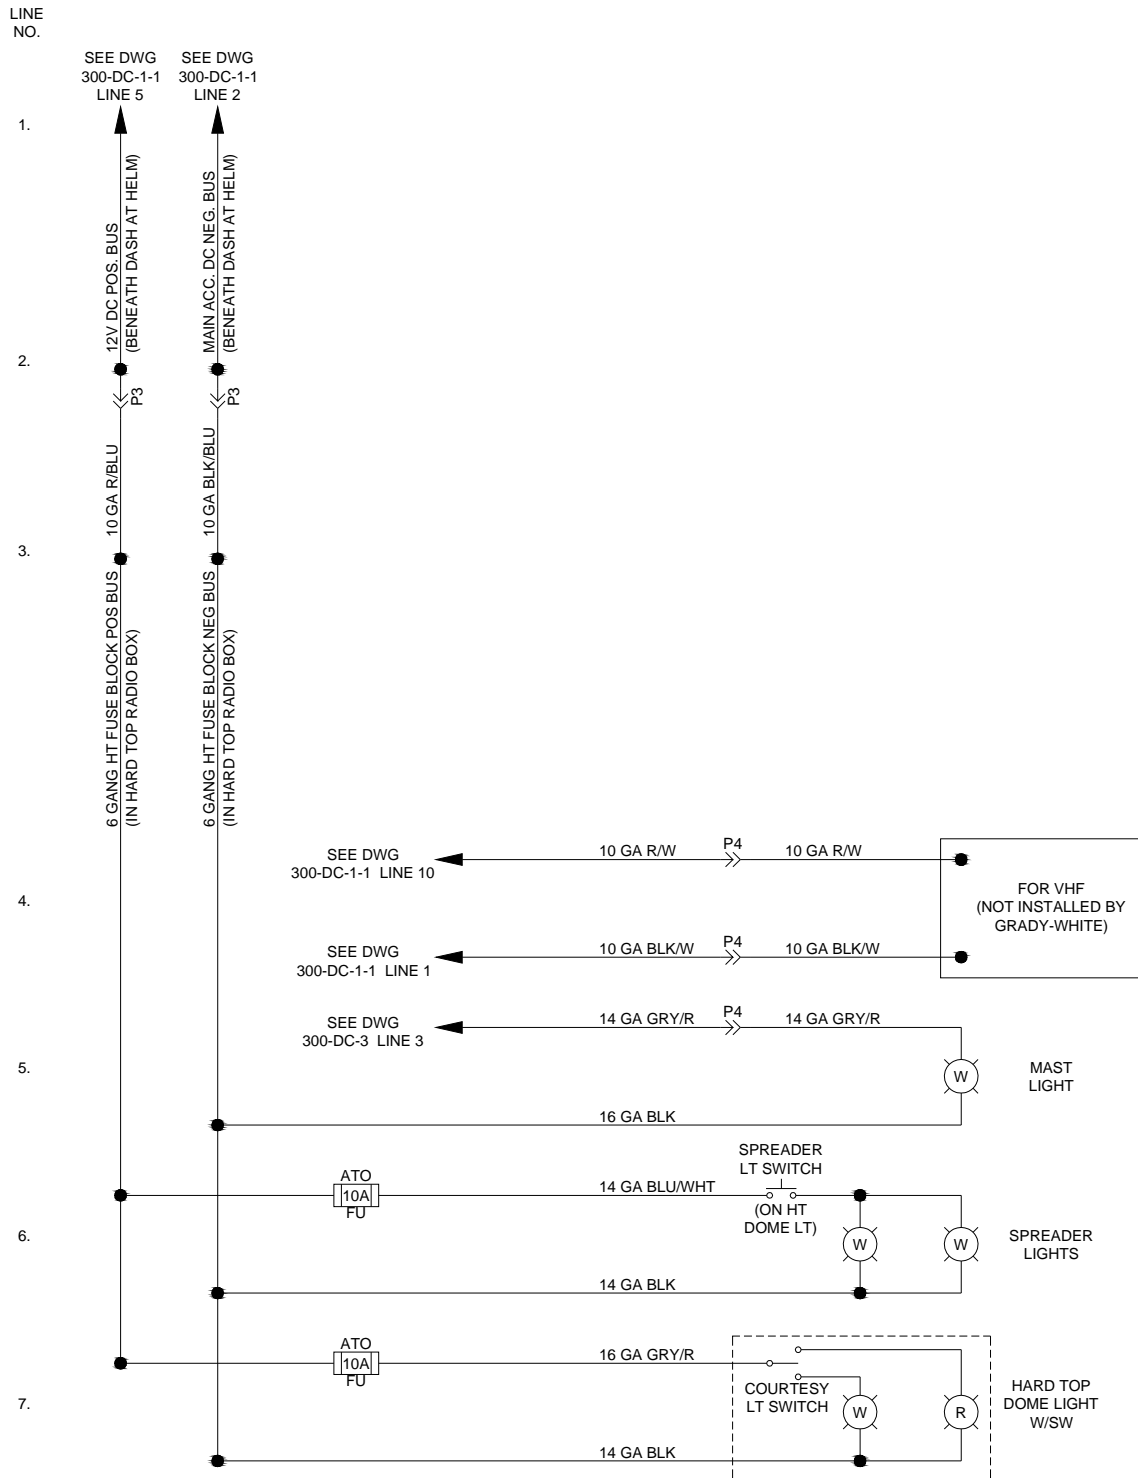 LINE
NO.
SEE DWG
300-DC-1-1
LINE 5
SEE DWG
300-DC-1-1
LINE 2
1.
12V DC POS. BUS
(BENEATH DASH AT HELM)
MAIN ACC. DC NEG. BUS
(BENEATH DASH AT HELM)
2.
P3
P3
10 GA R/BLU
10 GA BLK/BLU
3.
6 GANG HT FUSE BLOCK POS BUS
(IN HARD TOP RADIO BOX)
6 GANG HT FUSE BLOCK NEG BUS
(IN HARD TOP RADIO BOX)
SEE DWG
300-DC-1-1 LINE 10
10 GA R/W
P4
10 GA R/W
4.
FOR VHF
(NOT INSTALLED BY
GRADY-WHITE)
SEE DWG
300-DC-1-1 LINE 1
10 GA BLK/W
P4
10 GA BLK/W
SEE DWG
300-DC-3 LINE 3
14 GA GRY/R
P4
14 GA GRY/R
5.
W
MAST
LIGHT
16 GA BLK
ATO
10A
FU
14 GA BLU/WHT
SPREADER
LT SWITCH
(ON HT
DOME LT)
6.
W
W
SPREADER
LIGHTS
14 GA BLK
ATO
10A
FU
16 GA GRY/R
COURTESY
LT SWITCH
7.
W
R
HARD TOP
DOME LIGHT
W/SW
14 GA BLK